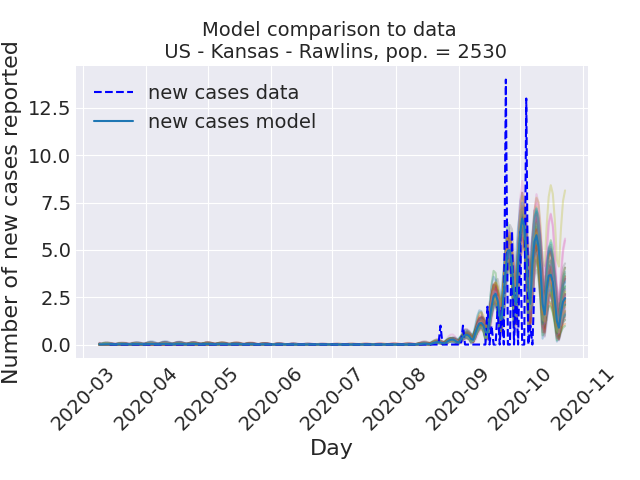 Model comparison to data
US - Kansas - Rawlins, pop. = 2530
Number of new cases reported
12.5
10.0
7.5
5.0
2.5
0.0
new cases data
new cases model
2020-03
2020-04
2020-05
2020-06
2020-07
2020-08
2020-09
2020-10
2020-11
Day